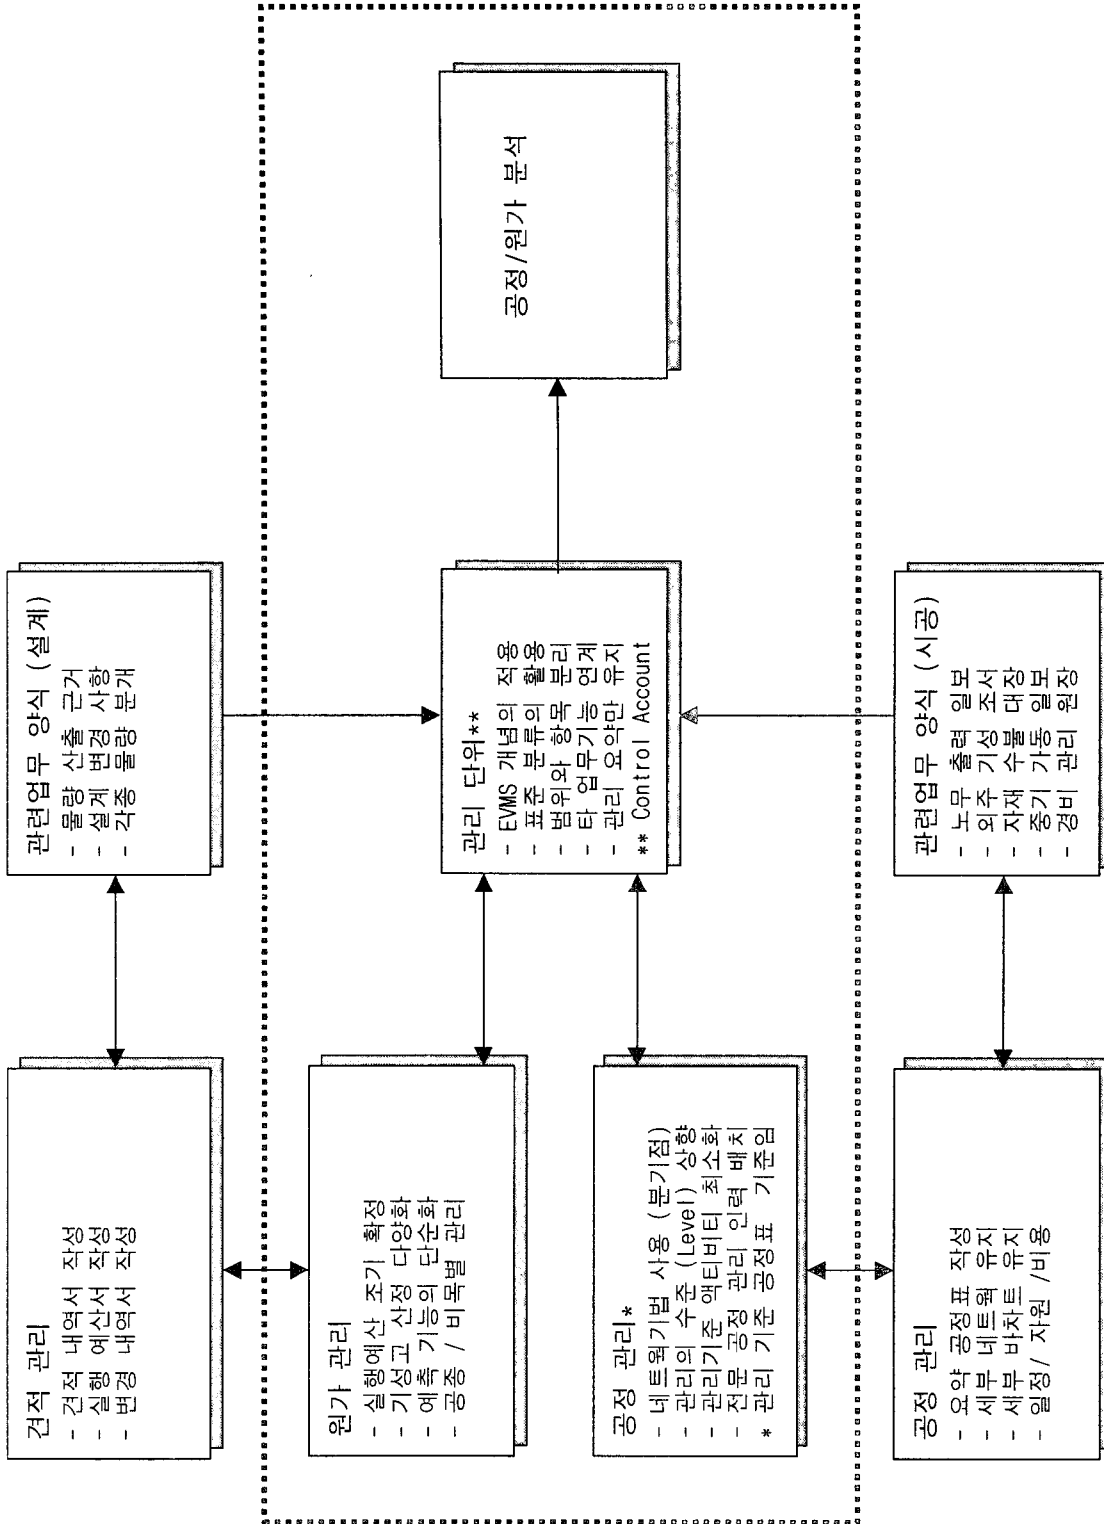 견적 관리
- 견적 내역서 작성
- 실행 예산서 작성
- 변경 내역서 작성
관련업무 양식 (설계)
- 물량 산출 근거
- 설계 변경 사항
- 각종 물량 분개
원가 관리
- 실행예산 조기 확정
- 기성고 산정 다양화
- 예측 기능의 단순화
- 공종 / 비목별 관리
관리 단위**
- EVMS 개념의 적용
- 표준 분류의 활용
- 범위와 항목 분리
- 타 업무기능 연계
- 관리 요약만 유지
** Control Account
공정/원가 분석
공정 관리*
- 네트웍기법 사용 (분기점)
- 관리의 수준 (Level) 상향
- 관리기준 액티비티 최소화
- 전문 공정 관리 인력 배치
* 관리 기준 공정표 기준임
공정 관리
- 요약 공정표 작성
- 세부 네트웍 유지
- 세부 바차트 유지
- 일정/ 자원 /비용
관련업무 양식 (시공)
- 노무 출력 일보
- 외주 기성 조서
- 자재 수불 대장
- 중기 가동 일보
- 경비 관리 원장